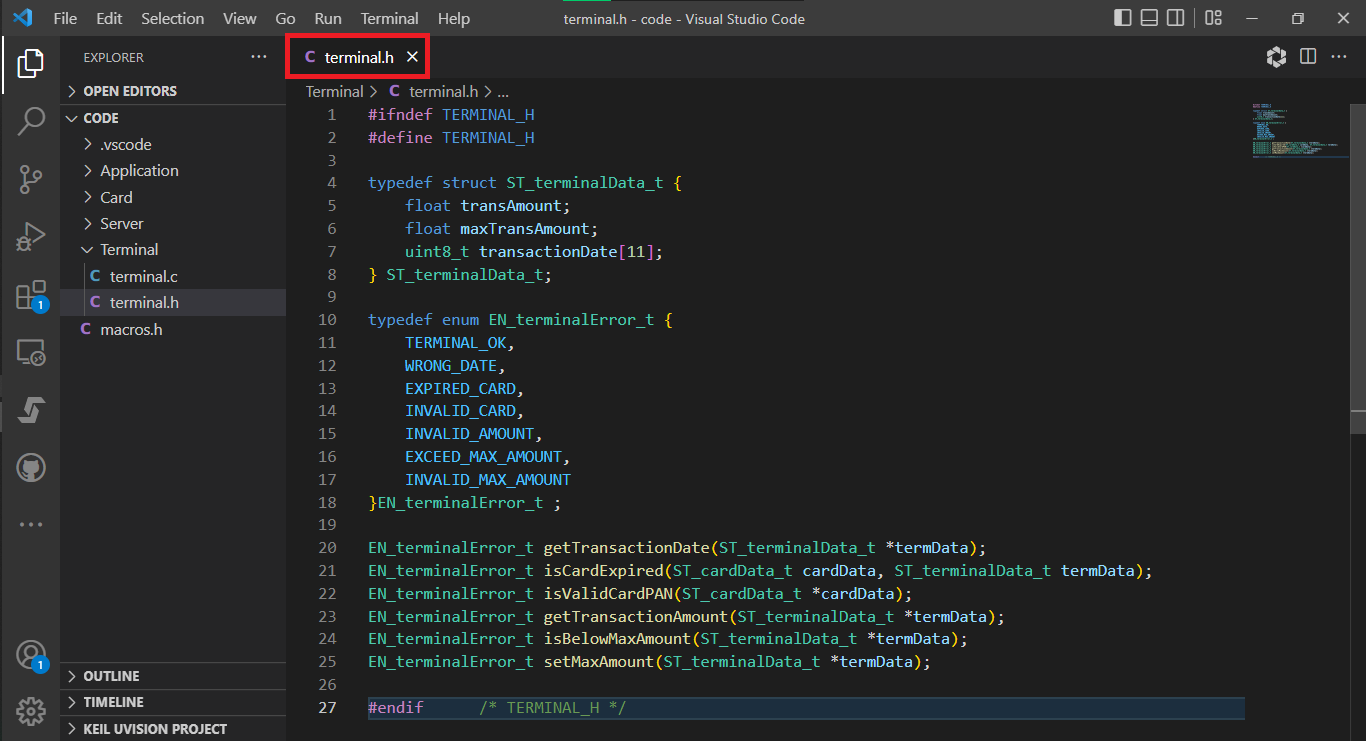 File Edit Selection View Go Run Terminal Help
terminal.h - code - Visual Studio Code
EXPLORER
OPEN EDITORS
CODE
.vscode
Application
Card
Server
Terminal
C terminal.c
C terminal.h
C macros.h
OUTLINE
TIMELINE
KEIL UVISION PROJECT
1
1
C terminal.h
Terminal > C terminal.h > ...
1 #ifndef TERMINAL_H
2 #define TERMINAL_H
3
4 typedef struct ST_terminalData_t {
5     float transAmount;
6     float maxTransAmount;
7     uint8_t transactionDate[11];
8 } ST_terminalData_t;
9
10 typedef enum EN_terminalError_t {
11     TERMINAL_OK,
12     WRONG_DATE,
13     EXPIRED_CARD,
14     INVALID_CARD,
15     INVALID_AMOUNT,
16     EXCEED_MAX_AMOUNT,
17     INVALID_MAX_AMOUNT
18 }EN_terminalError_t ;
19
20 EN_terminalError_t getTransactionDate(ST_terminalData_t *termData);
21 EN_terminalError_t isCardExpired(ST_cardData_t cardData, ST_terminalData_t termData);
22 EN_terminalError_t isValidCardPAN(ST_cardData_t *cardData);
23 EN_terminalError_t getTransactionAmount(ST_terminalData_t *termData);
24 EN_terminalError_t isBelowMaxAmount(ST_terminalData_t *termData);
25 EN_terminalError_t setMaxAmount(ST_terminalData_t *termData);
26
27 #endif      /* TERMINAL_H */